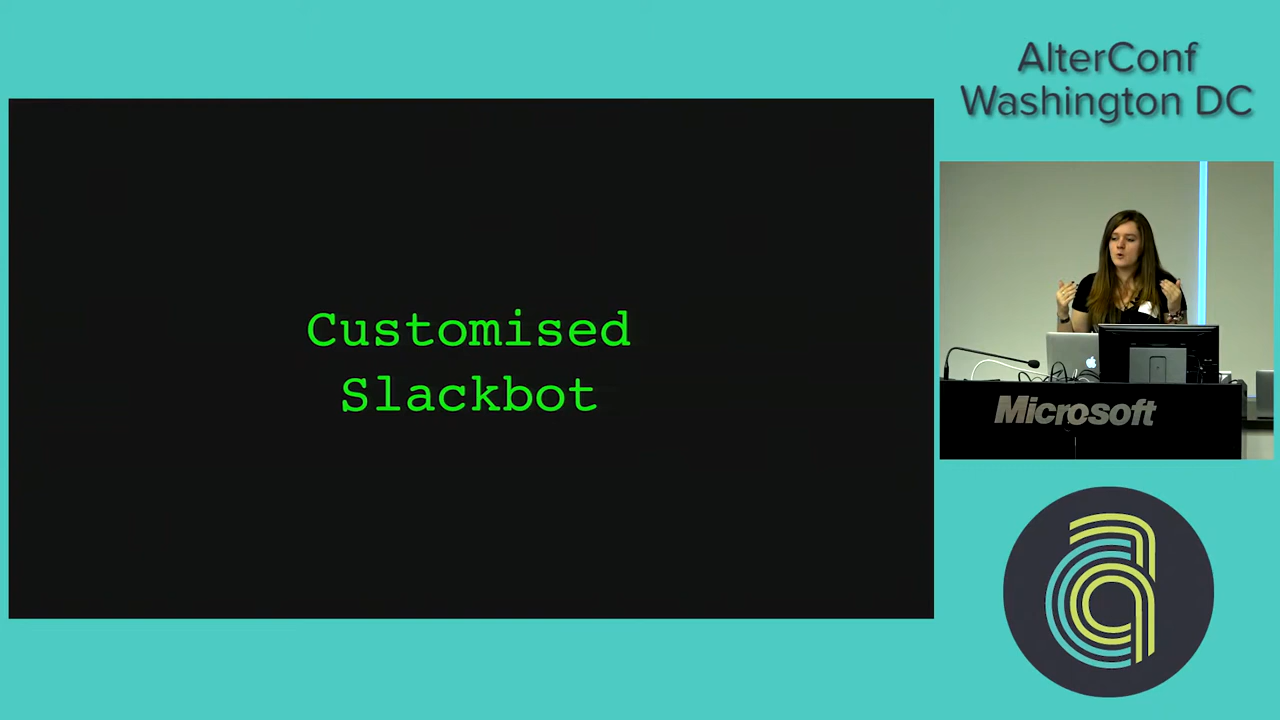 AlterConf
Washington DC
Customised
Slackbot
Microsoft